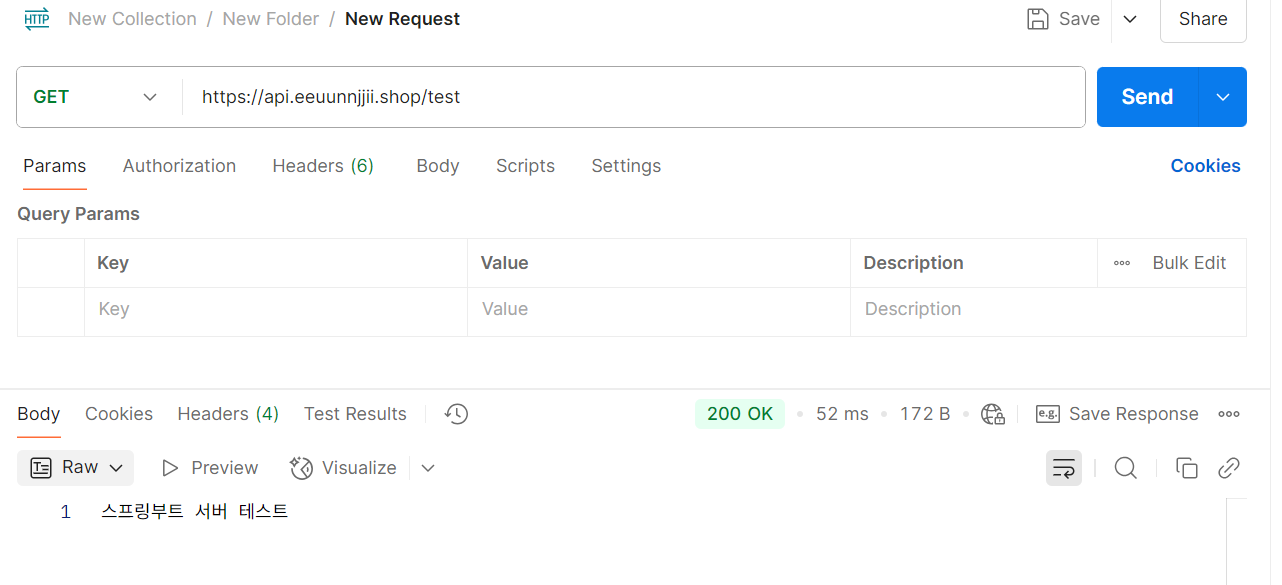 HTTP New Collection / New Folder / New Request Save Share
GET https://api.eeuunnjjii.shop/test Send
Params Authorization Headers (6) Body Scripts Settings Cookies
Query Params
Key Value Description Bulk Edit
Key Value Description
Body Cookies Headers (4) Test Results 200 OK 52 ms 172 B e.g. Save Response
Raw Preview Visualize
1 스프링부트 서버 테스트